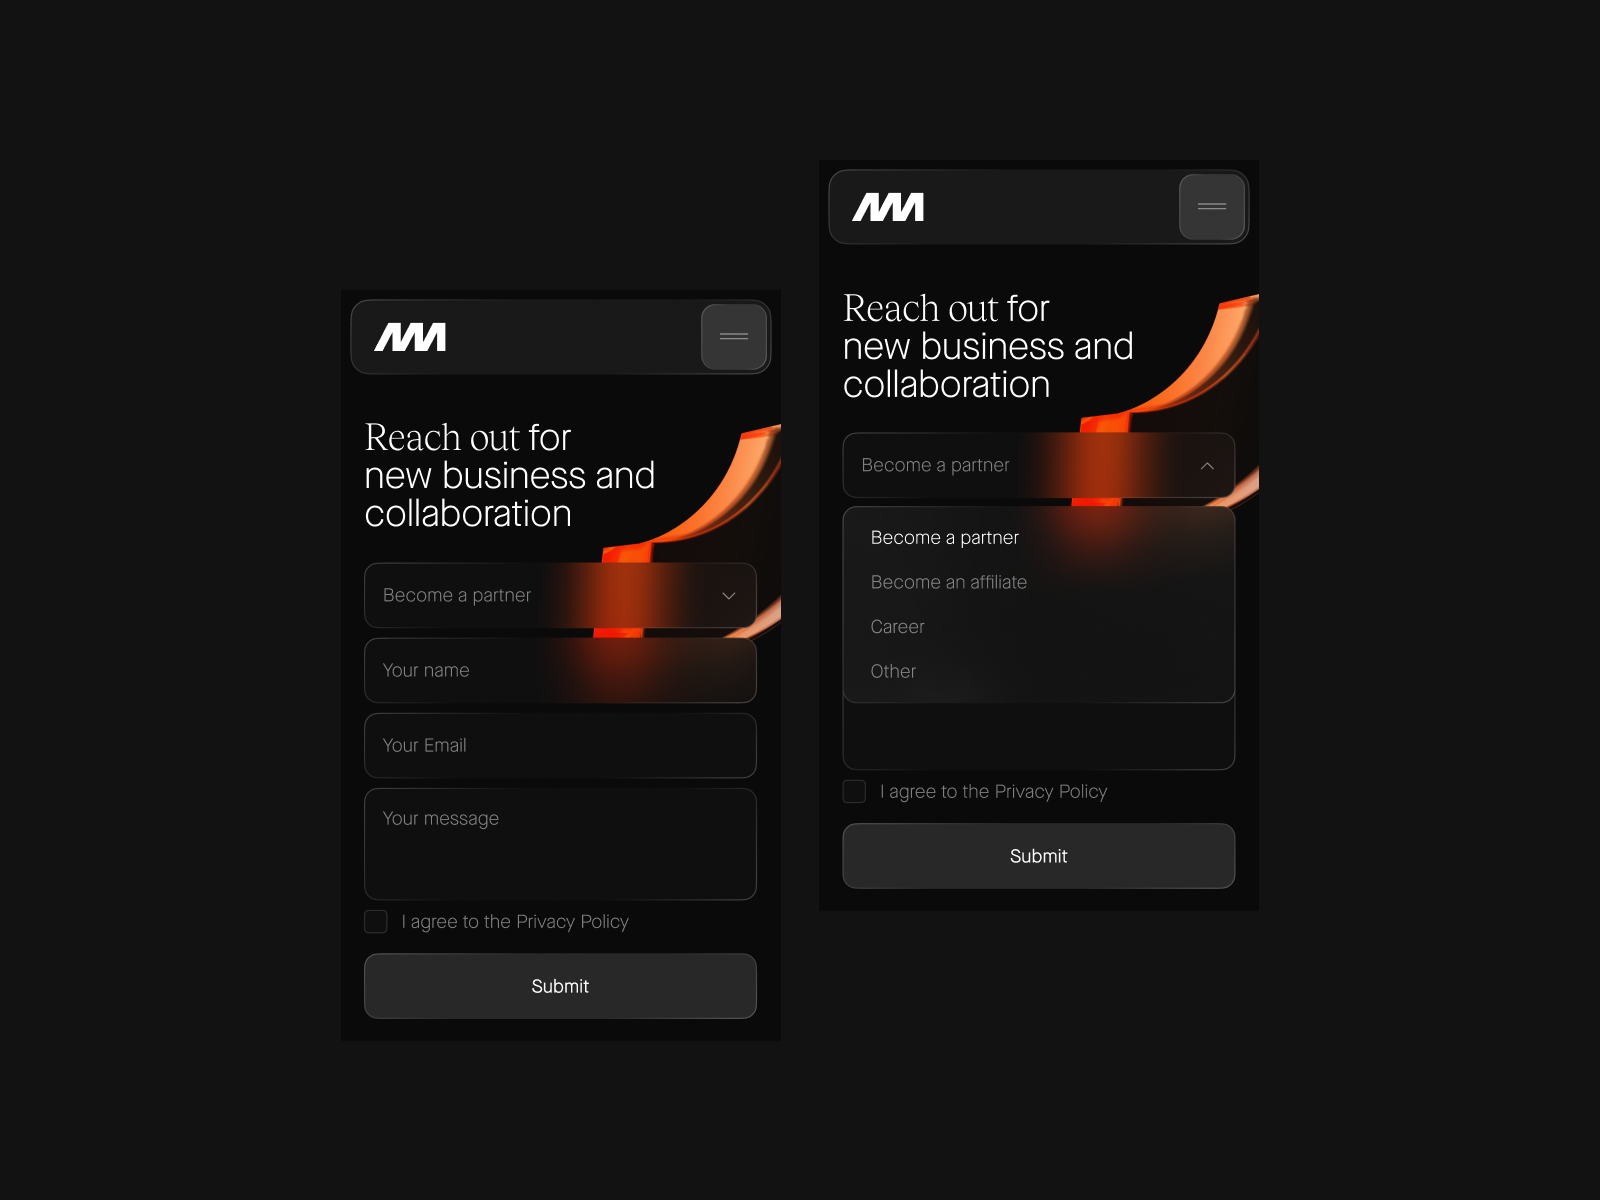 Reach out for
new business and
collaboration
Become a partner
Your name
Your Email
Your message
I agree to the Privacy Policy
Submit
Reach out for
new business and
collaboration
Become a partner
Become a partner
Become an affiliate
Career
Other
I agree to the Privacy Policy
Submit